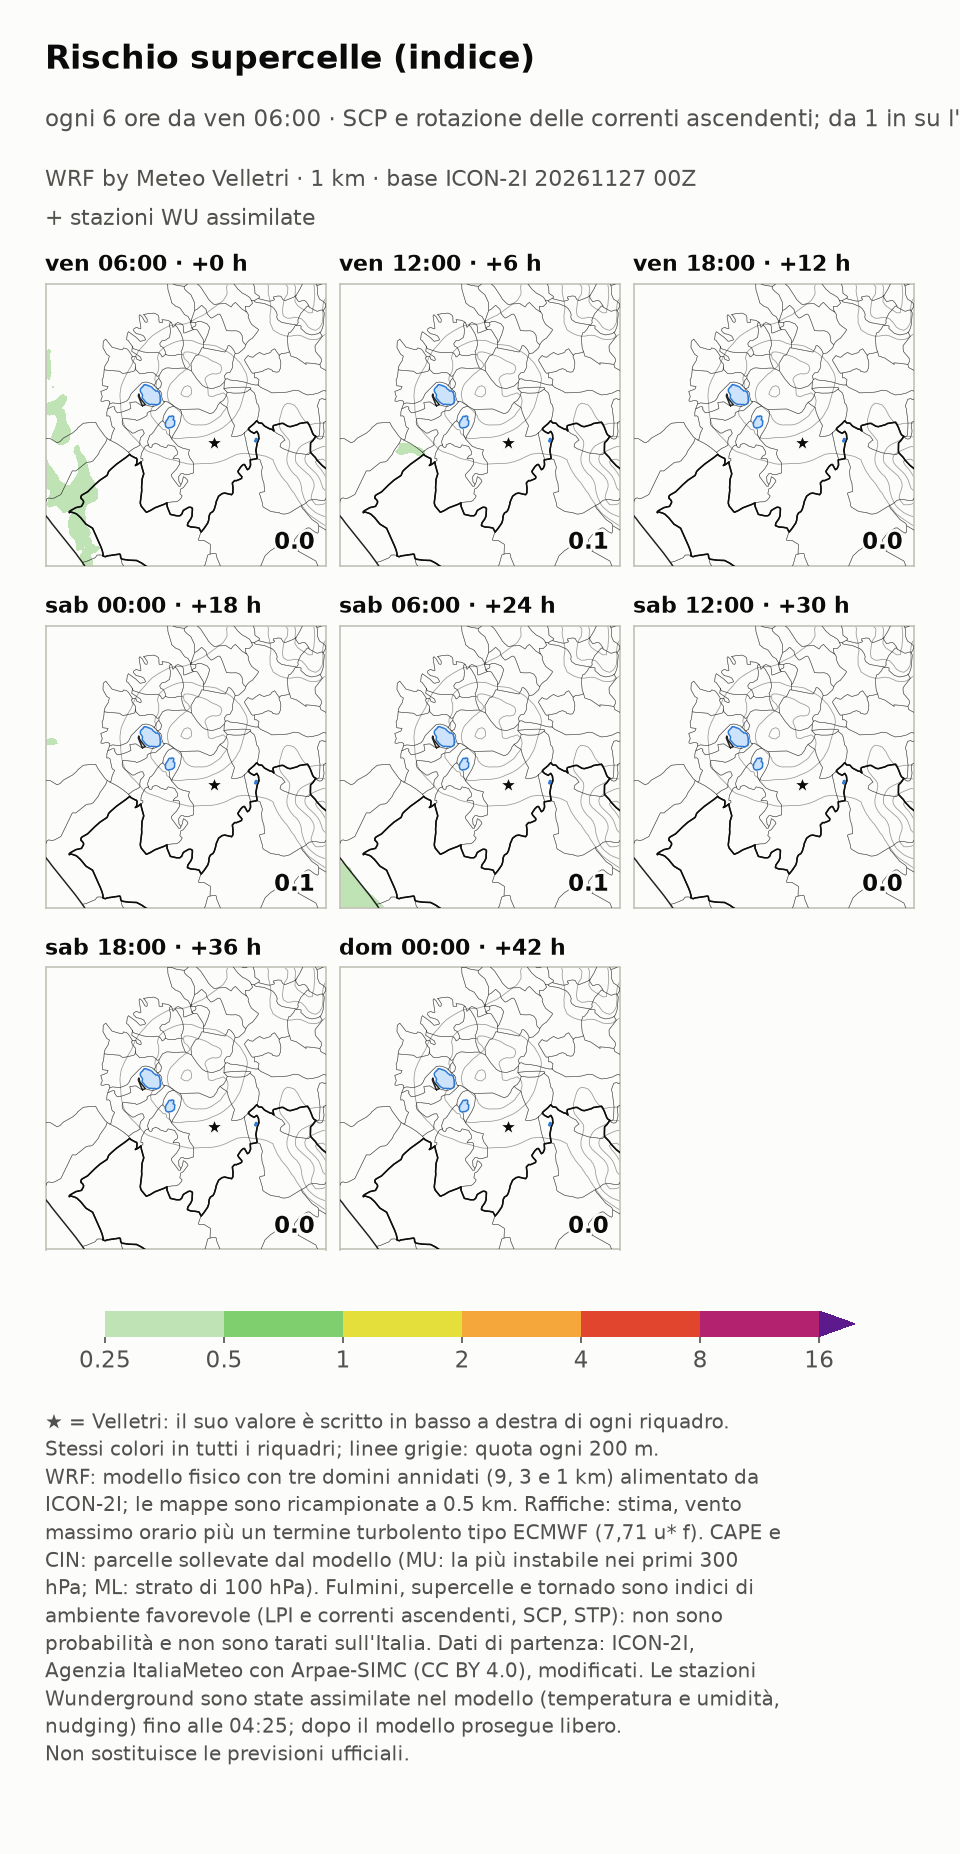 Rischio supercelle (indice)
ogni 6 ore da ven 06:00 · SCP e rotazione delle correnti ascendenti; da 1 in su l'
WRF by Meteo Velletri · 1 km · base ICON-2I 20261127 00Z
+ stazioni WU assimilate
ven 06:00 · +0 h
ven 12:00 · +6 h
ven 18:00 · +12 h
0.0
0.1
0.0
sab 00:00 · +18 h
sab 06:00 · +24 h
sab 12:00 · +30 h
0.1
0.1
0.0
sab 18:00 · +36 h
dom 00:00 · +42 h
0.0
0.0
0.25 0.5 1 2 4 8 16
★ = Velletri: il suo valore è scritto in basso a destra di ogni riquadro.
Stessi colori in tutti i riquadri; linee grigie: quota ogni 200 m.
WRF: modello fisico con tre domini annidati (9, 3 e 1 km) alimentato da
ICON-2I; le mappe sono ricampionate a 0.5 km. Raffiche: stima, vento
massimo orario più un termine turbolento tipo ECMWF (7,71 u* f). CAPE e
CIN: parcelle sollevate dal modello (MU: la più instabile nei primi 300
hPa; ML: strato di 100 hPa). Fulmini, supercelle e tornado sono indici di
ambiente favorevole (LPI e correnti ascendenti, SCP, STP): non sono
probabilità e non sono tarati sull'Italia. Dati di partenza: ICON-2I,
Agenzia ItaliaMeteo con Arpae-SIMC (CC BY 4.0), modificati. Le stazioni
Wunderground sono state assimilate nel modello (temperatura e umidità,
nudging) fino alle 04:25; dopo il modello prosegue libero.
Non sostituisce le previsioni ufficiali.